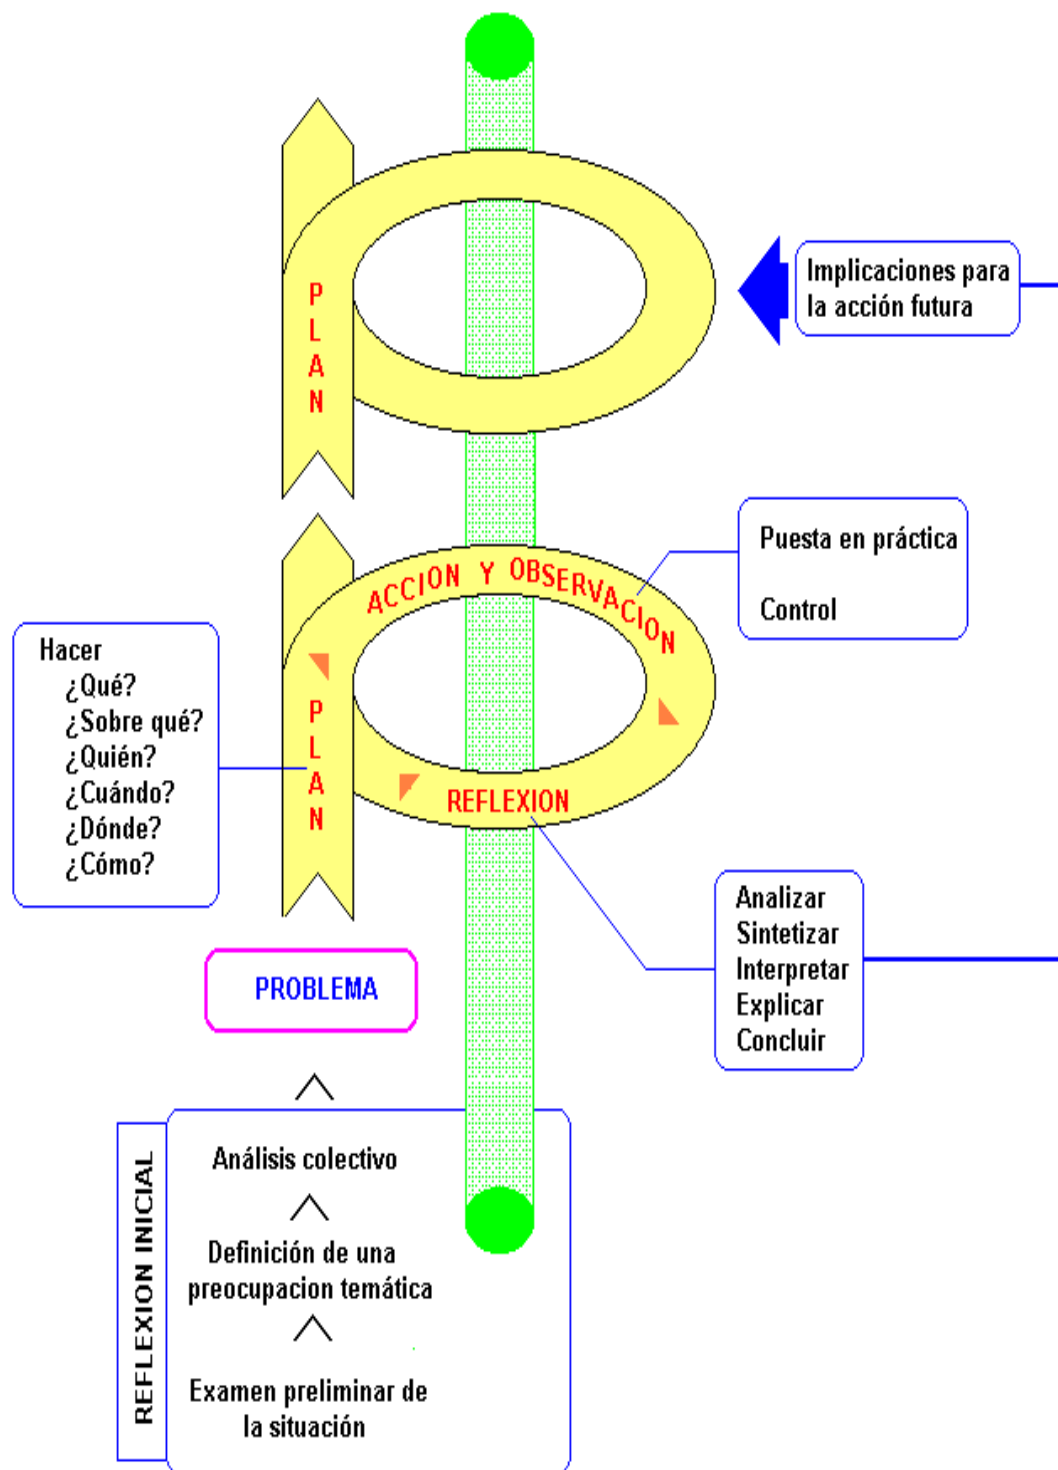 PLAN
Implicaciones para
la acción futura
ACCION Y OBSERVACION
Puesta en práctica
Control
Hacer
¿Qué?
¿Sobre qué?
¿Quién?
¿Cuándo?
¿Dónde?
¿Cómo?
PLAN
REFLEXION
Analizar
Sintetizar
Interpretar
Explicar
Concluir
PROBLEMA
REFLEXION INICIAL
Análisis colectivo
Definición de una
preocupacion temática
Examen preliminar de
la situación